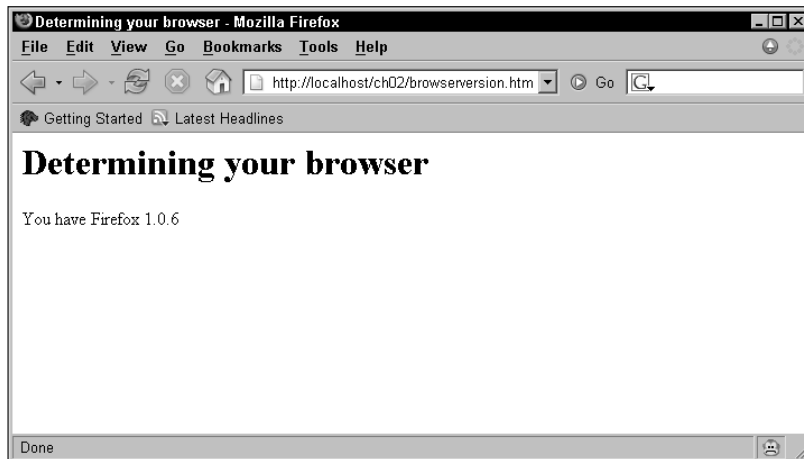 Determining your browser - Mozilla Firefox
File Edit View Go Bookmarks Tools Help
http://localhost/ch02/browserversion.htm Go G
Getting Started Latest Headlines
Determining your browser
You have Firefox 1.0.6
Done